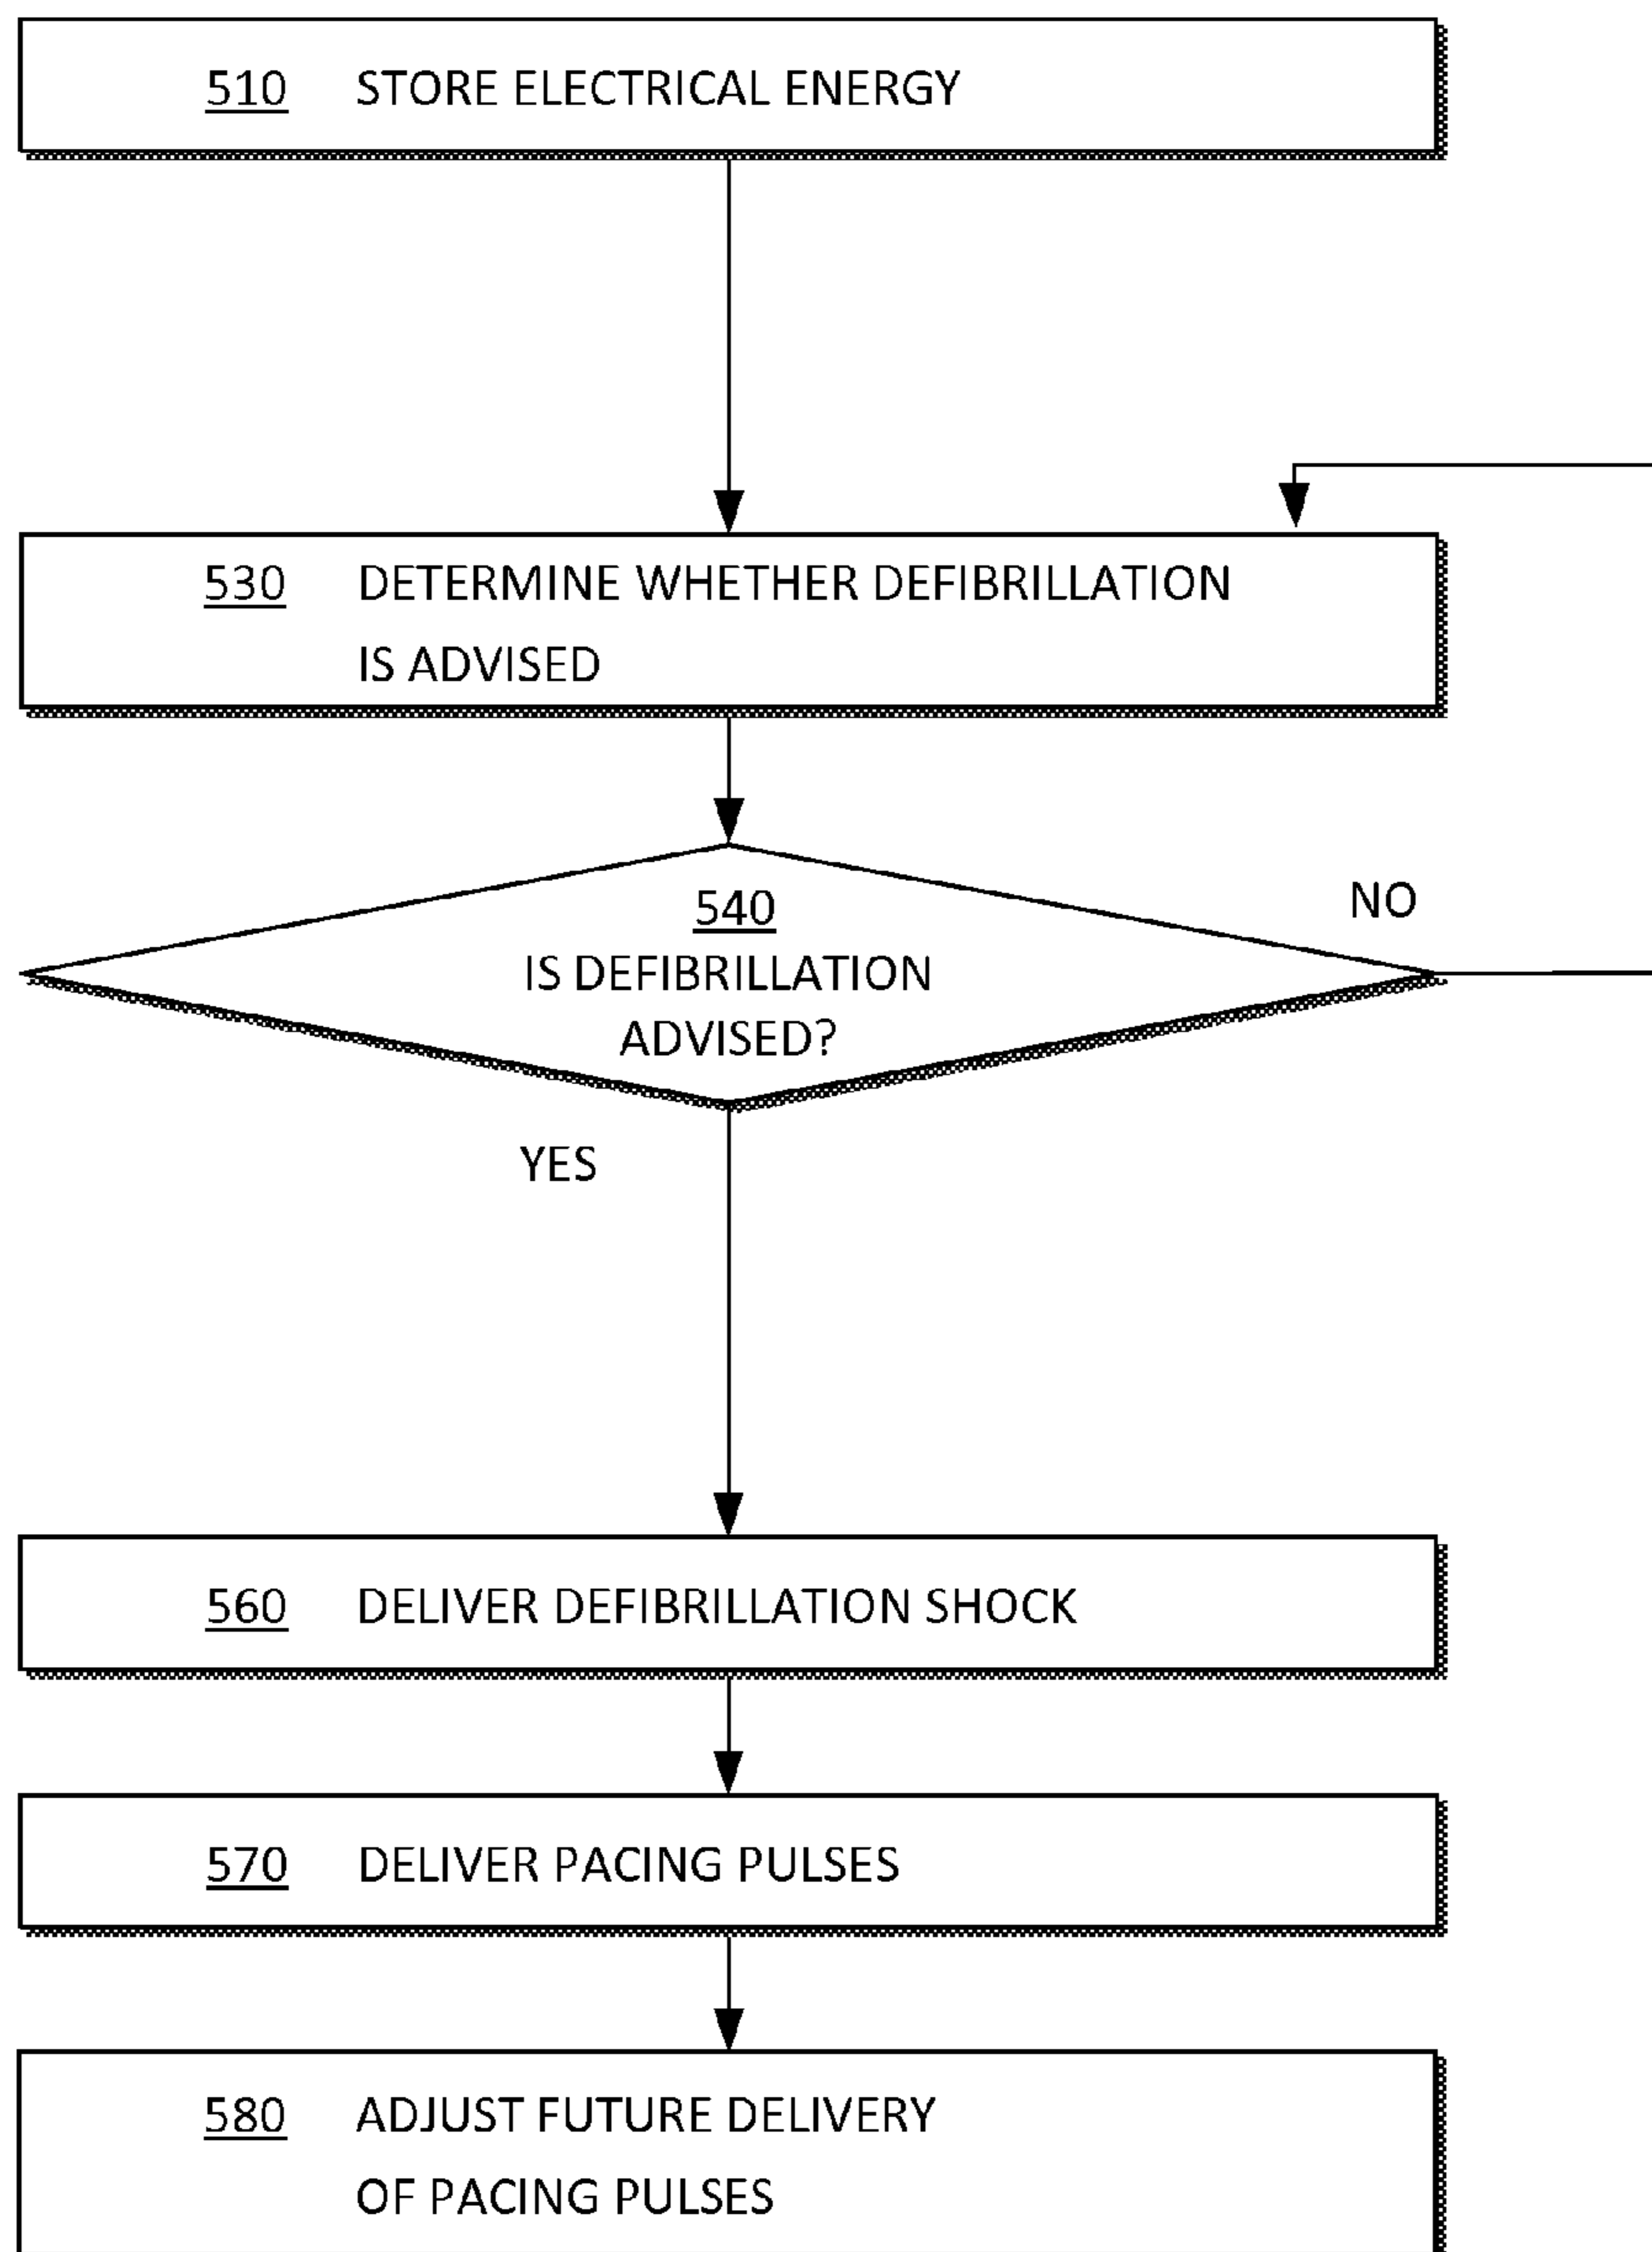 510 STORE ELECTRICAL ENERGY
530 DETERMINE WHETHER DEFIBRILLATION
IS ADVISED
540
IS DEFIBRILLATION
ADVISED?
NO
YES
560 DELIVER DEFIBRILLATION SHOCK
570 DELIVER PACING PULSES
580 ADJUST FUTURE DELIVERY
OF PACING PULSES